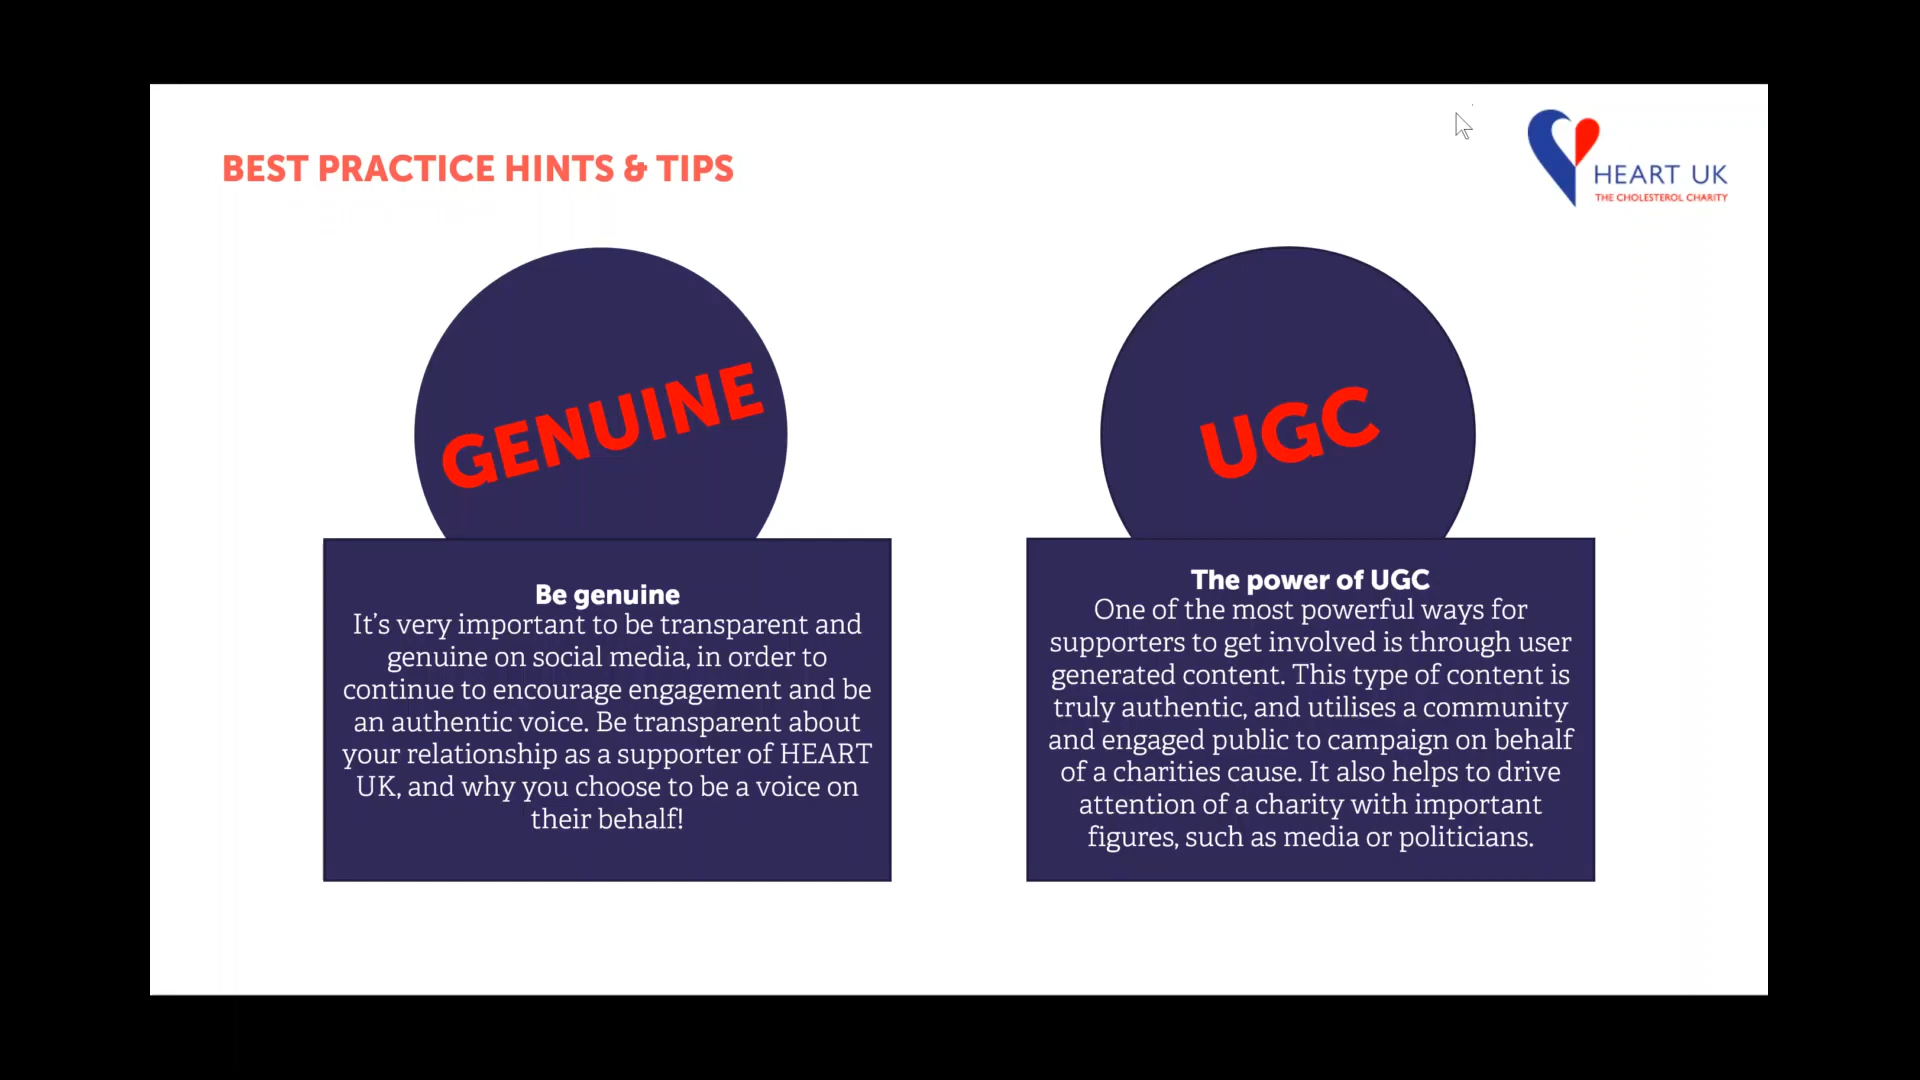 BEST PRACTICE HINTS & TIPS
HEART UK
THE CHOLESTEROL CHARITY
GENUINE
Be genuine
It's very important to be transparent and
genuine on social media, in order to
continue to encourage engagement and be
an authentic voice. Be transparent about
your relationship as a supporter of HEART
UK, and why you choose to be a voice on
their behalf!
UGC
The power of UGC
One of the most powerful ways for
supporters to get involved is through user
generated content. This type of content is
truly authentic, and utilises a community
and engaged public to campaign on behalf
of a charities cause. It also helps to drive
attention of a charity with important
figures, such as media or politicians.